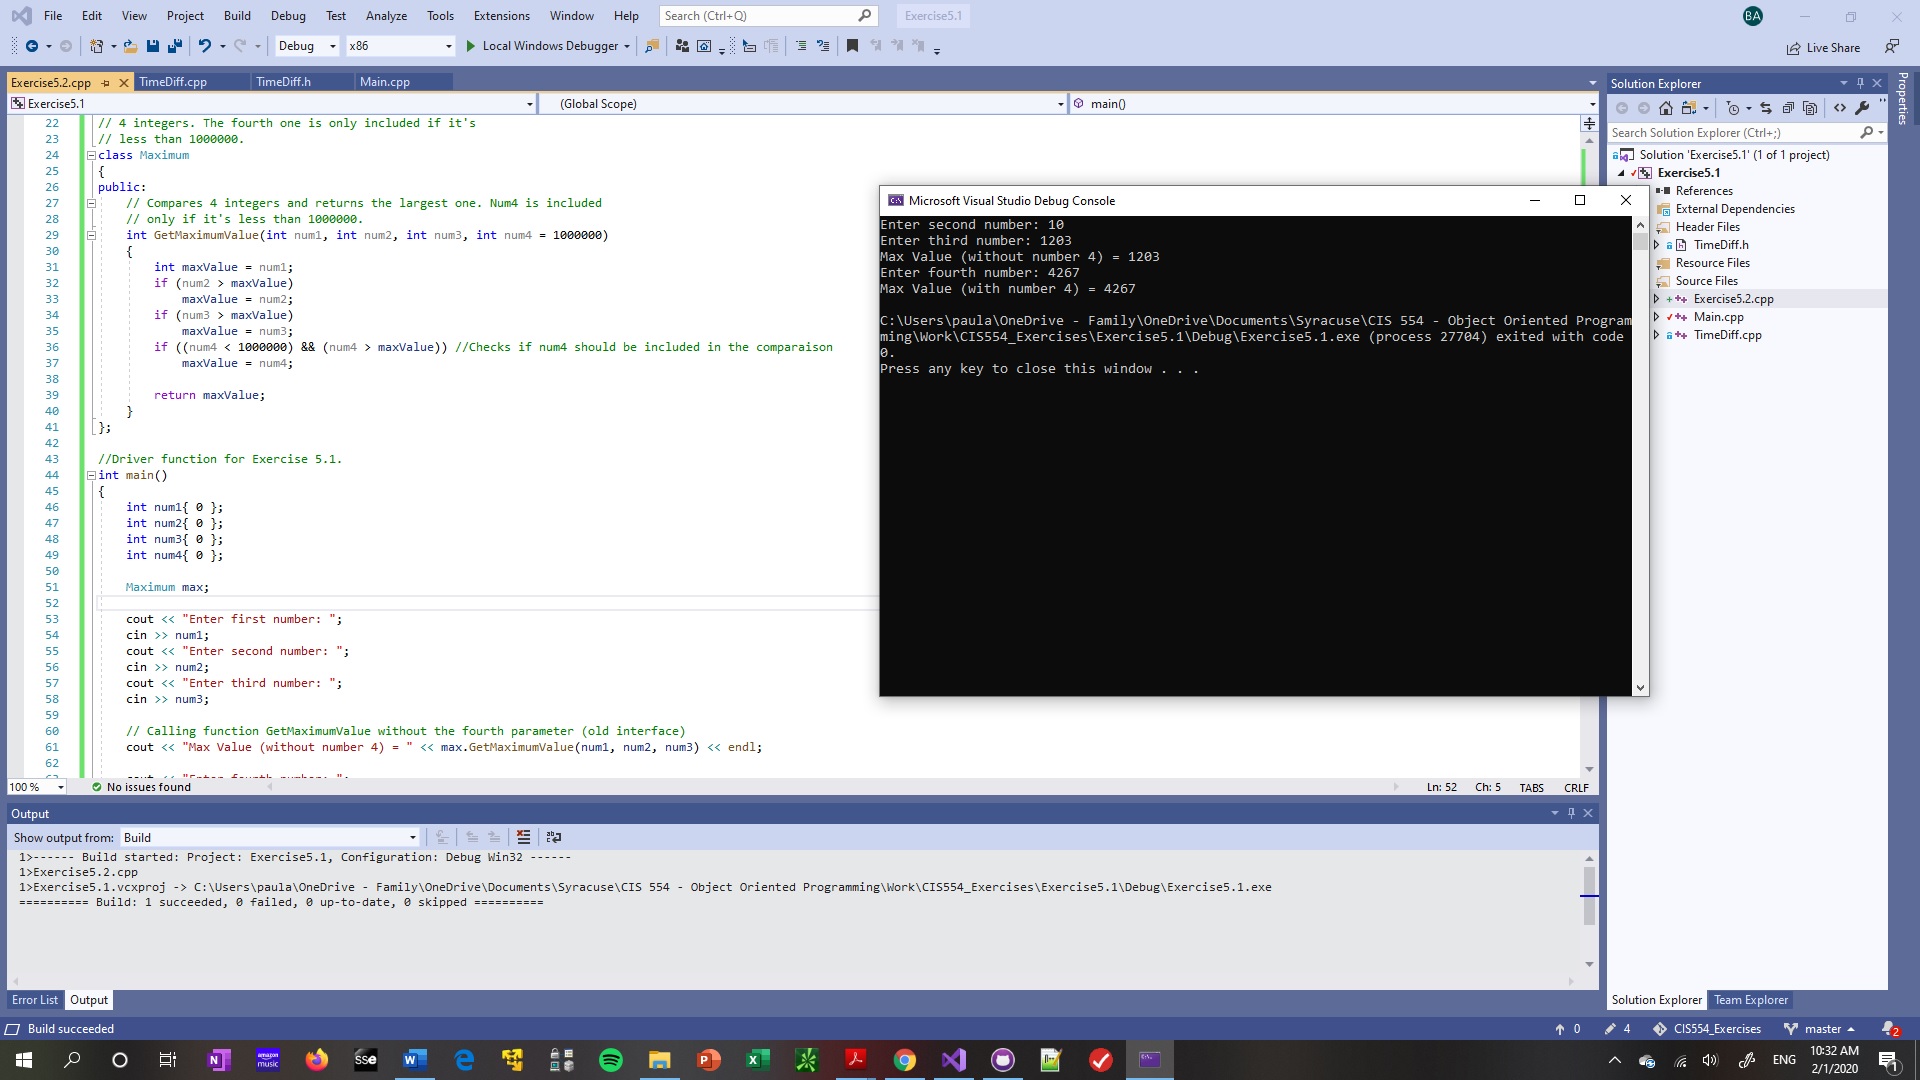 File Edit View Project Build Debug Test Analyze Tools Extensions Window Help Search (Ctrl+Q) Exercise5.1 BA
Debug x86 Local Windows Debugger Live Share
Exercise5.2.cpp TimeDiff.cpp TimeDiff.h Main.cpp
Exercise5.1 (Global Scope) main()
22 // 4 integers. The fourth one is only included if it's
23 // less than 1000000.
24 class Maximum
25 {
26 public:
27 // Compares 4 integers and returns the largest one. Num4 is included
28 // only if it's less than 1000000.
29 int GetMaximumValue(int num1, int num2, int num3, int num4 = 1000000)
30 {
31 int maxValue = num1;
32 if (num2 > maxValue)
33 maxValue = num2;
34 if (num3 > maxValue)
35 maxValue = num3;
36 if ((num4 < 1000000) && (num4 > maxValue)) //Checks if num4 should be included in the comparaison
37 maxValue = num4;
38
39 return maxValue;
40 }
41 };
42
43 //Driver function for Exercise 5.1.
44 int main()
45 {
46 int num1{ 0 };
47 int num2{ 0 };
48 int num3{ 0 };
49 int num4{ 0 };
50
51 Maximum max;
52
53 cout << "Enter first number: ";
54 cin >> num1;
55 cout << "Enter second number: ";
56 cin >> num2;
57 cout << "Enter third number: ";
58 cin >> num3;
59
60 // Calling function GetMaximumValue without the fourth parameter (old interface)
61 cout << "Max Value (without number 4) = " << max.GetMaximumValue(num1, num2, num3) << endl;
62
100 % No issues found Ln: 52 Ch: 5 TABS CRLF
Microsoft Visual Studio Debug Console
Enter second number: 10
Enter third number: 1203
Max Value (without number 4) = 1203
Enter fourth number: 4267
Max Value (with number 4) = 4267
C:\Users\paula\OneDrive - Family\OneDrive\Documents\Syracuse\CIS 554 - Object Oriented Program
ming\Work\CIS554_Exercises\Exercise5.1\Debug\Exercise5.1.exe (process 27704) exited with code
0.
Press any key to close this window . . .
Solution Explorer
Search Solution Explorer (Ctrl+;)
Solution 'Exercise5.1' (1 of 1 project)
Exercise5.1
References
External Dependencies
Header Files
TimeDiff.h
Resource Files
Source Files
Exercise5.2.cpp
Main.cpp
TimeDiff.cpp
Properties
Output
Show output from: Build
1>------ Build started: Project: Exercise5.1, Configuration: Debug Win32 ------
1>Exercise5.2.cpp
1>Exercise5.1.vcxproj -> C:\Users\paula\OneDrive - Family\OneDrive\Documents\Syracuse\CIS 554 - Object Oriented Programming\Work\CIS554_Exercises\Exercise5.1\Debug\Exercise5.1.exe
========== Build: 1 succeeded, 0 failed, 0 up-to-date, 0 skipped ==========
Error List Output
Solution Explorer Team Explorer
Build succeeded 0 4 CIS554_Exercises master 2
amazon music SSE ENG 10:32 AM
2/1/2020 1